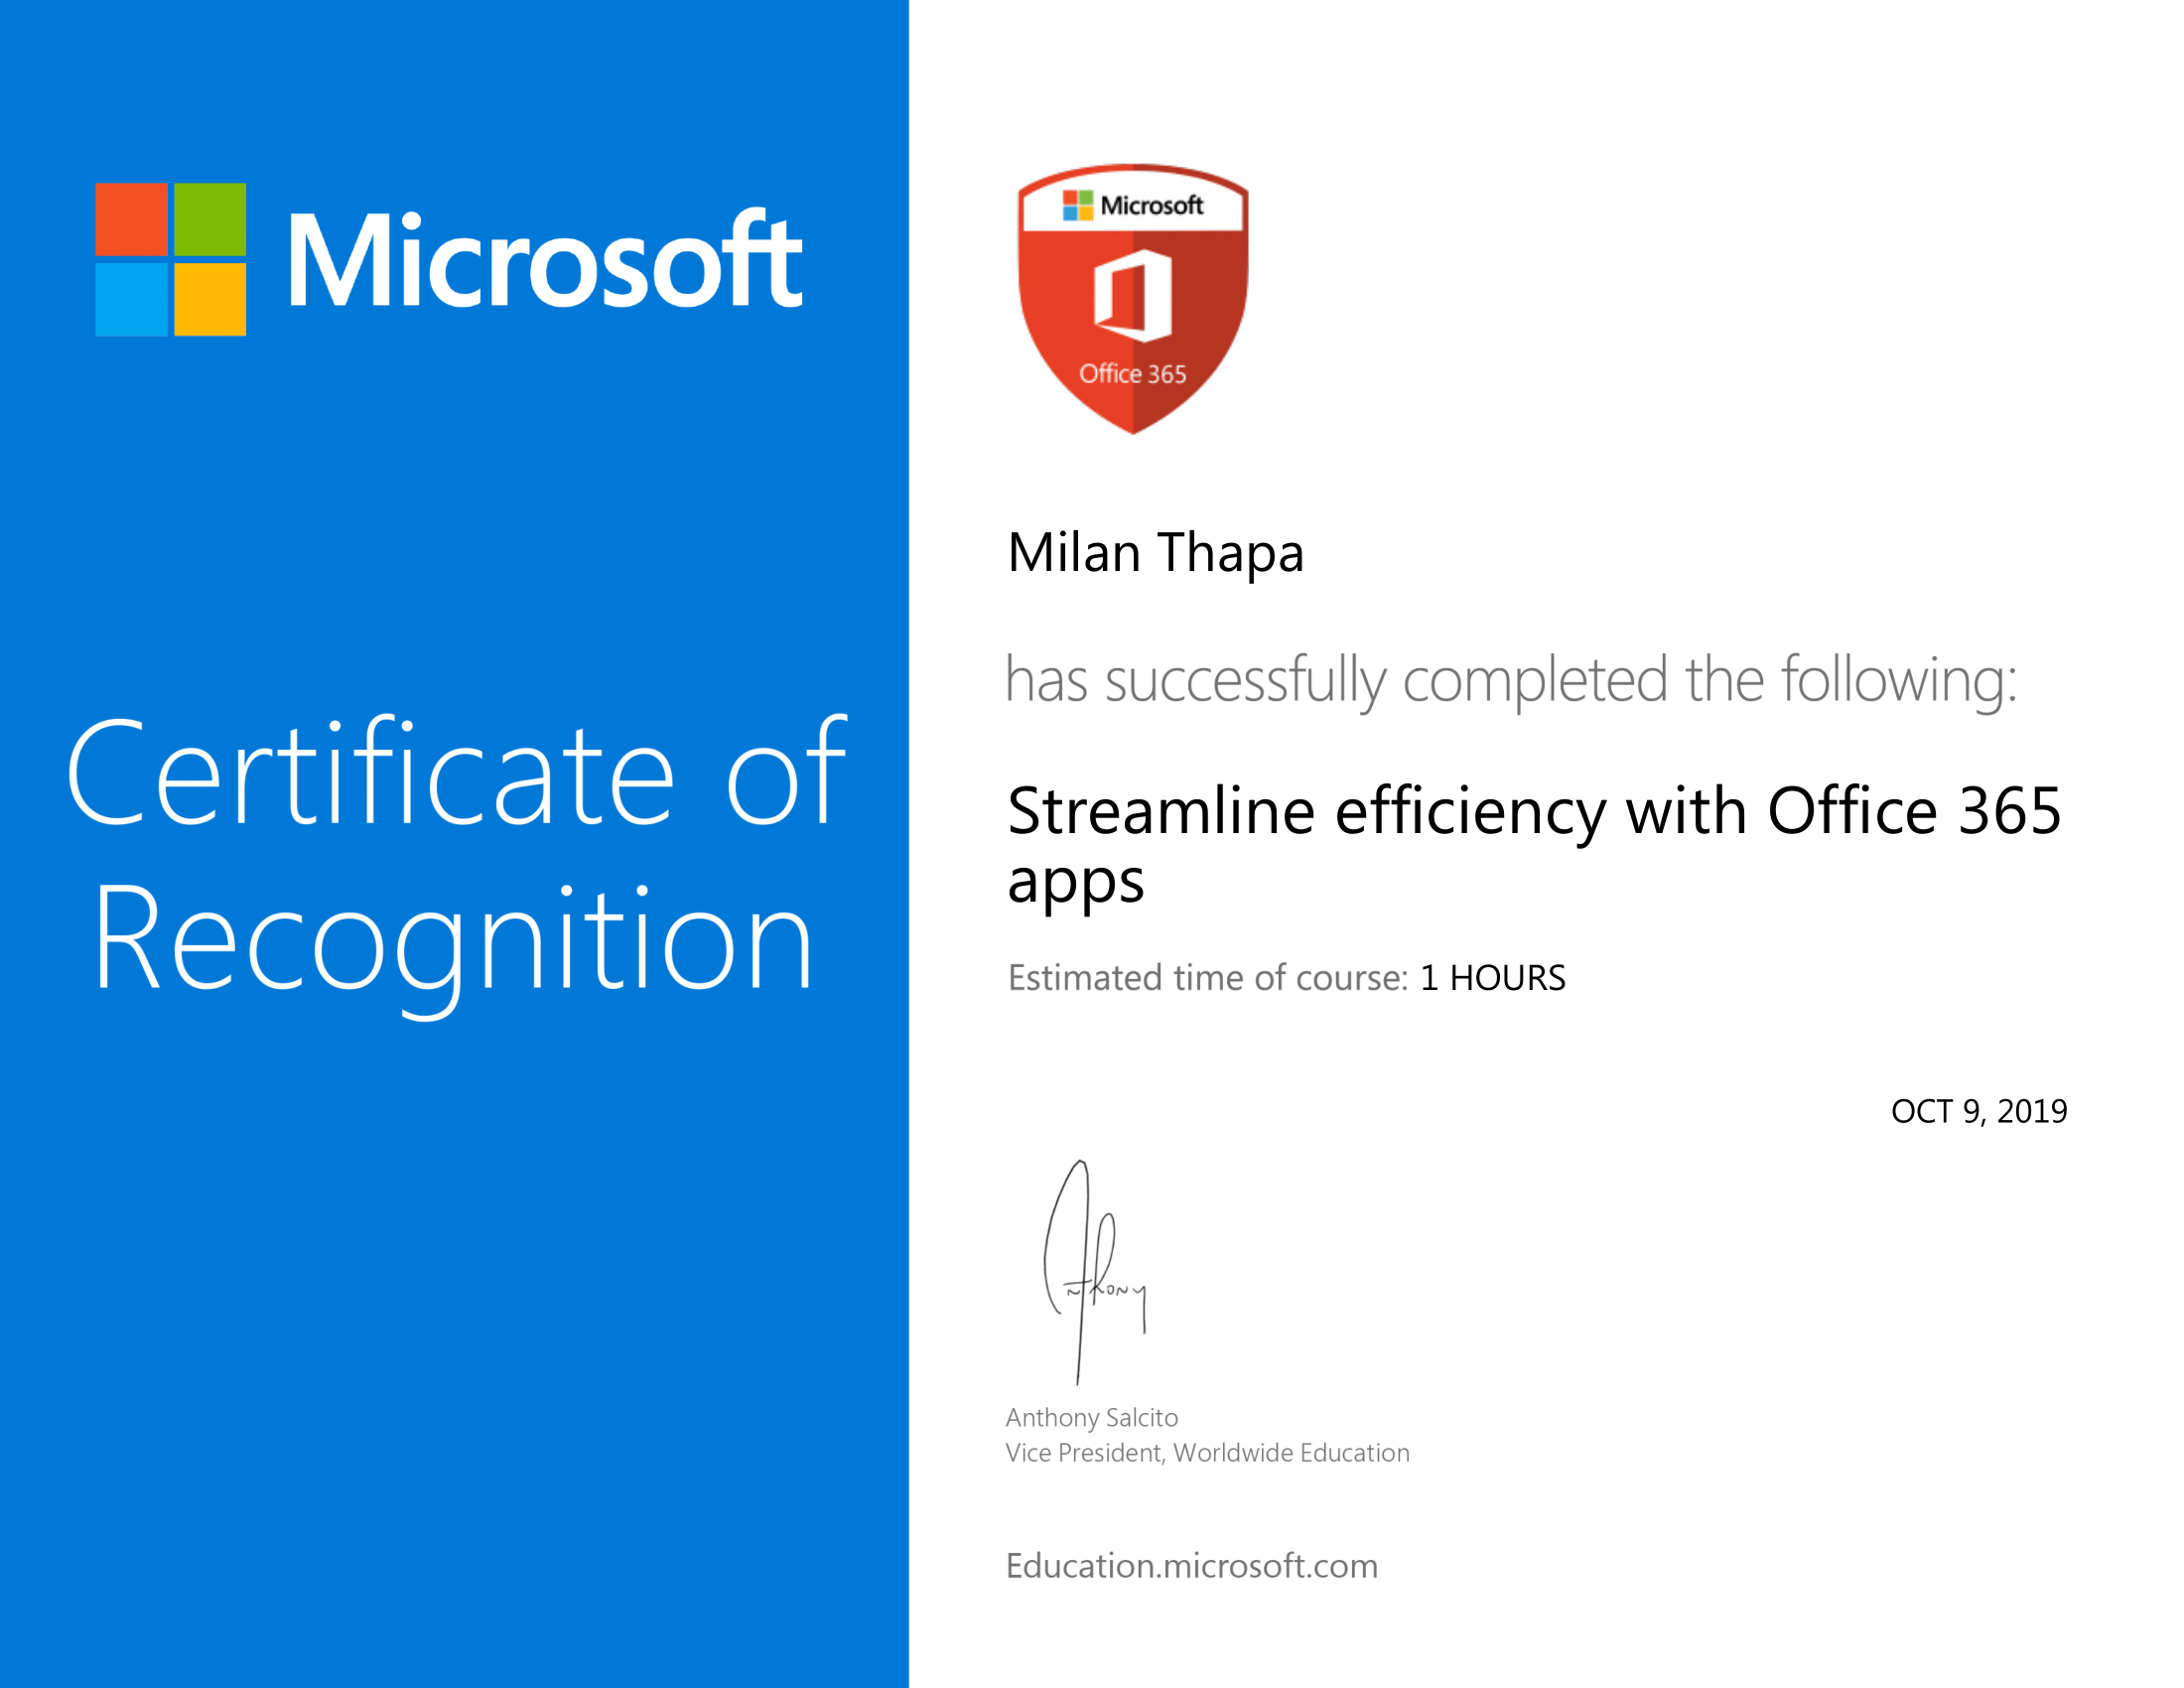 Microsoft
Certificate of
Recognition
Microsoft
Office 365
Milan Thapa
has successfully completed the following:
Streamline efficiency with Office 365
apps
Estimated time of course: 1 HOURS
OCT 9, 2019
Anthony
Anthony Salcito
Vice President, Worldwide Education
Education.microsoft.com